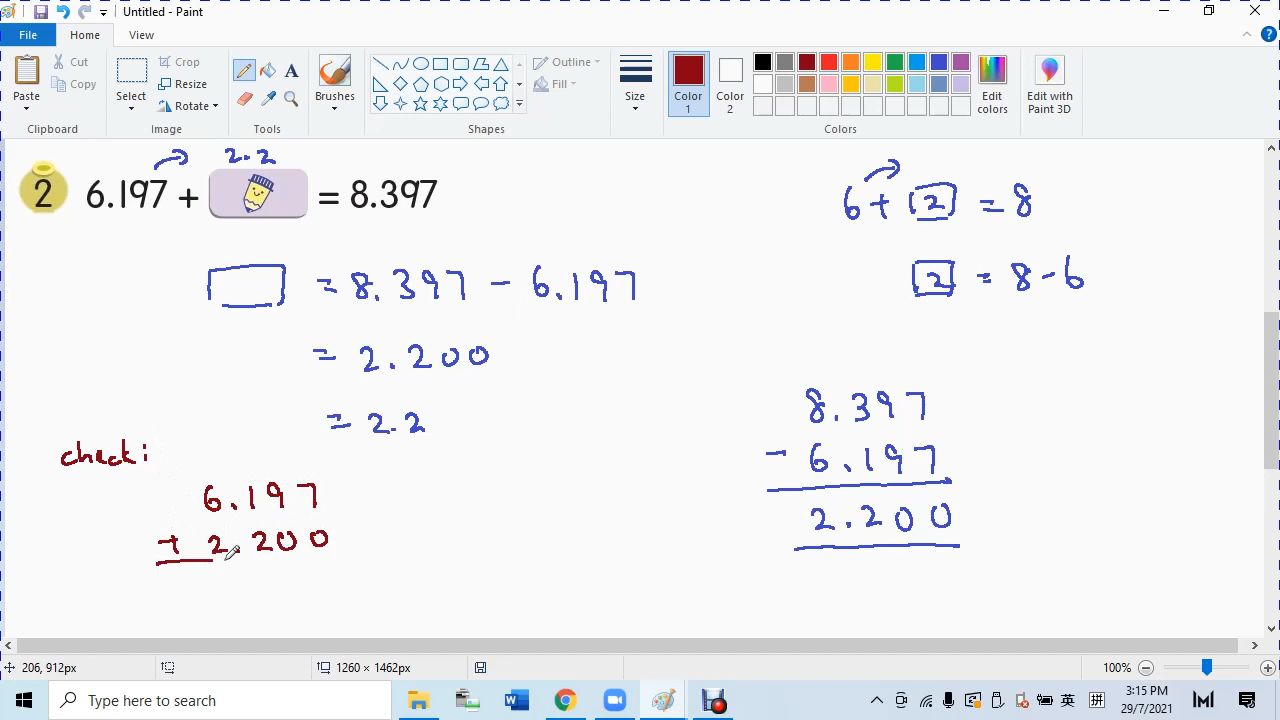 Untitled - Paint
File Home View
Cut Crop Outline
Copy Resize Fill
Paste Select Rotate Brushes Size Color 1 Color 2 Edit colors Edit with Paint 3D
Clipboard Image Tools Shapes Colors
2.2
2 6.197 + = 8.397
6 + 2 = 8
= 8.397 - 6.197
2 = 8 - 6
= 2.200
= 2.2
8.397
- 6.197
2.200
check:
6.197
+ 2.200
206, 912px 1260 × 1462px 100%
Type here to search
英 拼 3:15 PM
29/7/2021